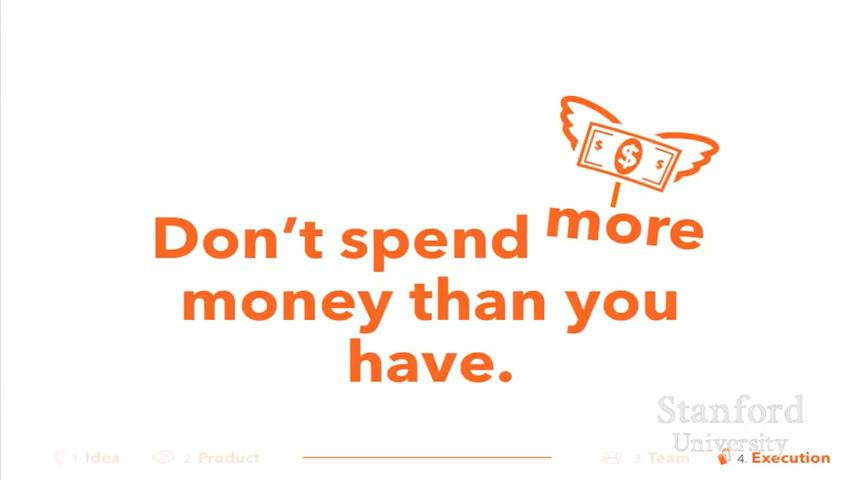 Don’t spend more
money than you
have.
Stanford
University
1 Idea 2 Product 3 Team 4. Execution